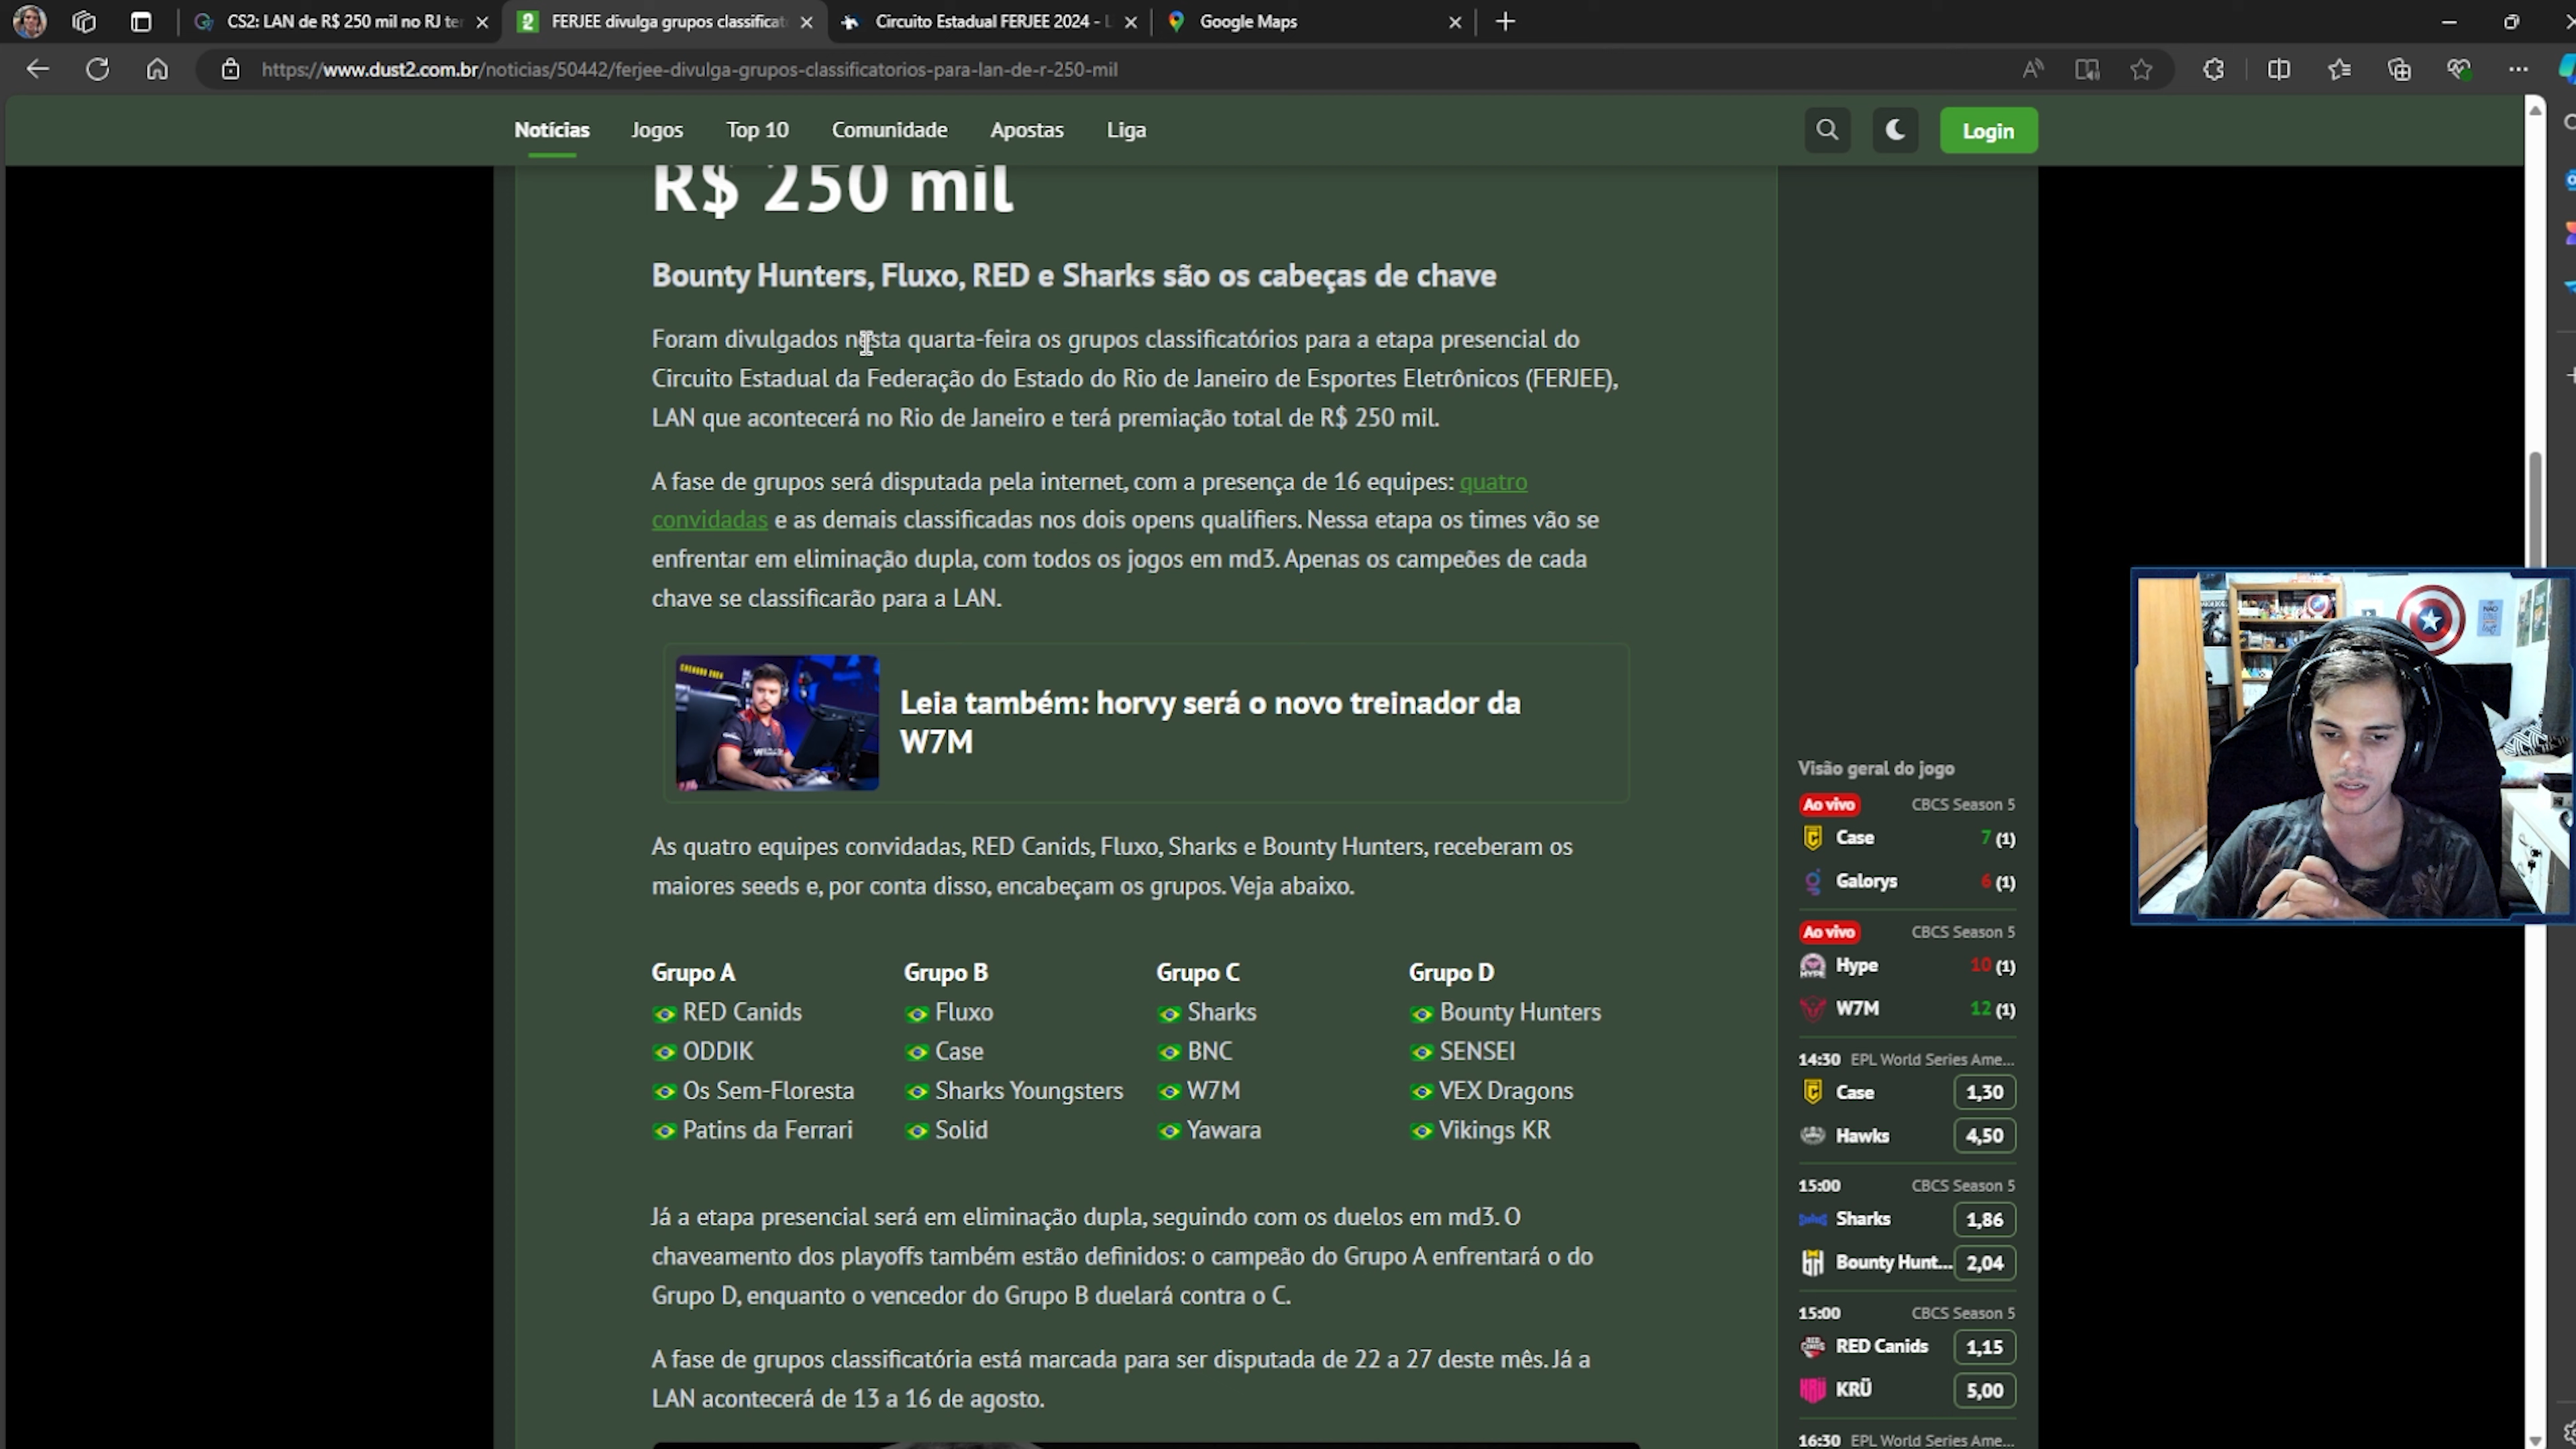 CS2: LAN de R$ 250 mil no RJ ter
FERJEE divulga grupos classificat
Circuito Estadual FERJEE 2024 - L
Google Maps
https://www.dust2.com.br/noticias/50442/ferjee-divulga-grupos-classificatorios-para-lan-de-r-250-mil
Notícias Jogos Top 10 Comunidade Apostas Liga
Login
R$ 250 mil
Bounty Hunters, Fluxo, RED e Sharks são os cabeças de chave
Foram divulgados nesta quarta-feira os grupos classificatórios para a etapa presencial do
Circuito Estadual da Federação do Estado do Rio de Janeiro de Esportes Eletrônicos (FERJEE),
LAN que acontecerá no Rio de Janeiro e terá premiação total de R$ 250 mil.
A fase de grupos será disputada pela internet, com a presença de 16 equipes: quatro
convidadas e as demais classificadas nos dois opens qualifiers. Nessa etapa os times vão se
enfrentar em eliminação dupla, com todos os jogos em md3. Apenas os campeões de cada
chave se classificarão para a LAN.
Leia também: horvy será o novo treinador da
W7M
As quatro equipes convidadas, RED Canids, Fluxo, Sharks e Bounty Hunters, receberam os
maiores seeds e, por conta disso, encabeçam os grupos. Veja abaixo.
Grupo A
RED Canids
ODDIK
Os Sem-Floresta
Patins da Ferrari
Grupo B
Fluxo
Case
Sharks Youngsters
Solid
Grupo C
Sharks
BNC
W7M
Yawara
Grupo D
Bounty Hunters
SENSEI
VEX Dragons
Vikings KR
Já a etapa presencial será em eliminação dupla, seguindo com os duelos em md3. O
chaveamento dos playoffs também estão definidos: o campeão do Grupo A enfrentará o do
Grupo D, enquanto o vencedor do Grupo B duelará contra o C.
A fase de grupos classificatória está marcada para ser disputada de 22 a 27 deste mês. Já a
LAN acontecerá de 13 a 16 de agosto.
Visão geral do jogo
Ao vivo CBCS Season 5
Case 7 (1)
Galorys 6 (1)
Ao vivo CBCS Season 5
Hype 10 (1)
W7M 12 (1)
14:30 EPL World Series Ame...
Case 1,30
Hawks 4,50
15:00 CBCS Season 5
Sharks 1,86
Bounty Hunt... 2,04
15:00 CBCS Season 5
RED Canids 1,15
KRÜ 5,00
16:30 EPL World Series Ame...